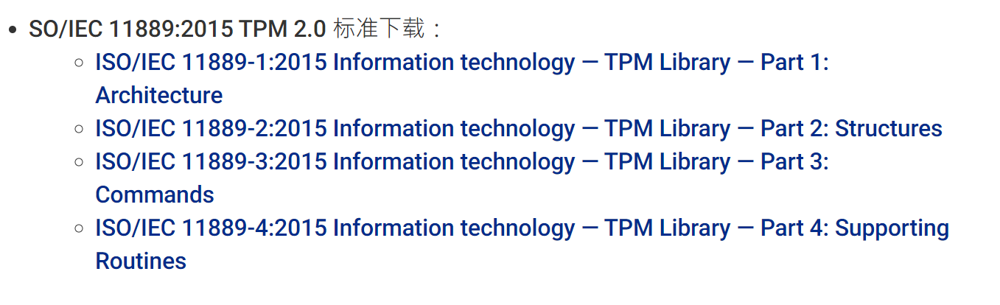 SO/IEC 11889:2015 TPM 2.0 标准下载：
ISO/IEC 11889-1:2015 Information technology — TPM Library — Part 1:
Architecture
ISO/IEC 11889-2:2015 Information technology — TPM Library — Part 2: Structures
ISO/IEC 11889-3:2015 Information technology — TPM Library — Part 3:
Commands
ISO/IEC 11889-4:2015 Information technology — TPM Library — Part 4: Supporting
Routines